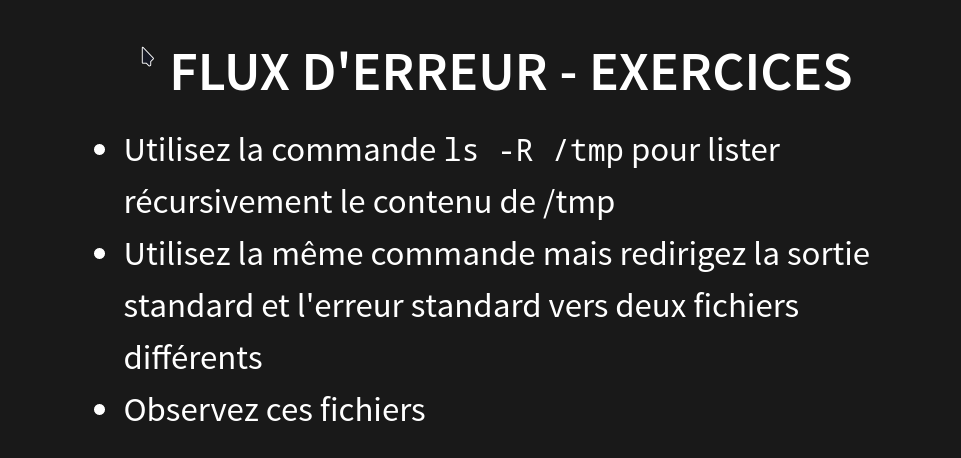 FLUX D'ERREUR - EXERCICES
• Utilisez la commande ls -R /tmp pour lister
récursivement le contenu de /tmp
• Utilisez la même commande mais redirigez la sortie
standard et l'erreur standard vers deux fichiers
différents
• Observez ces fichiers